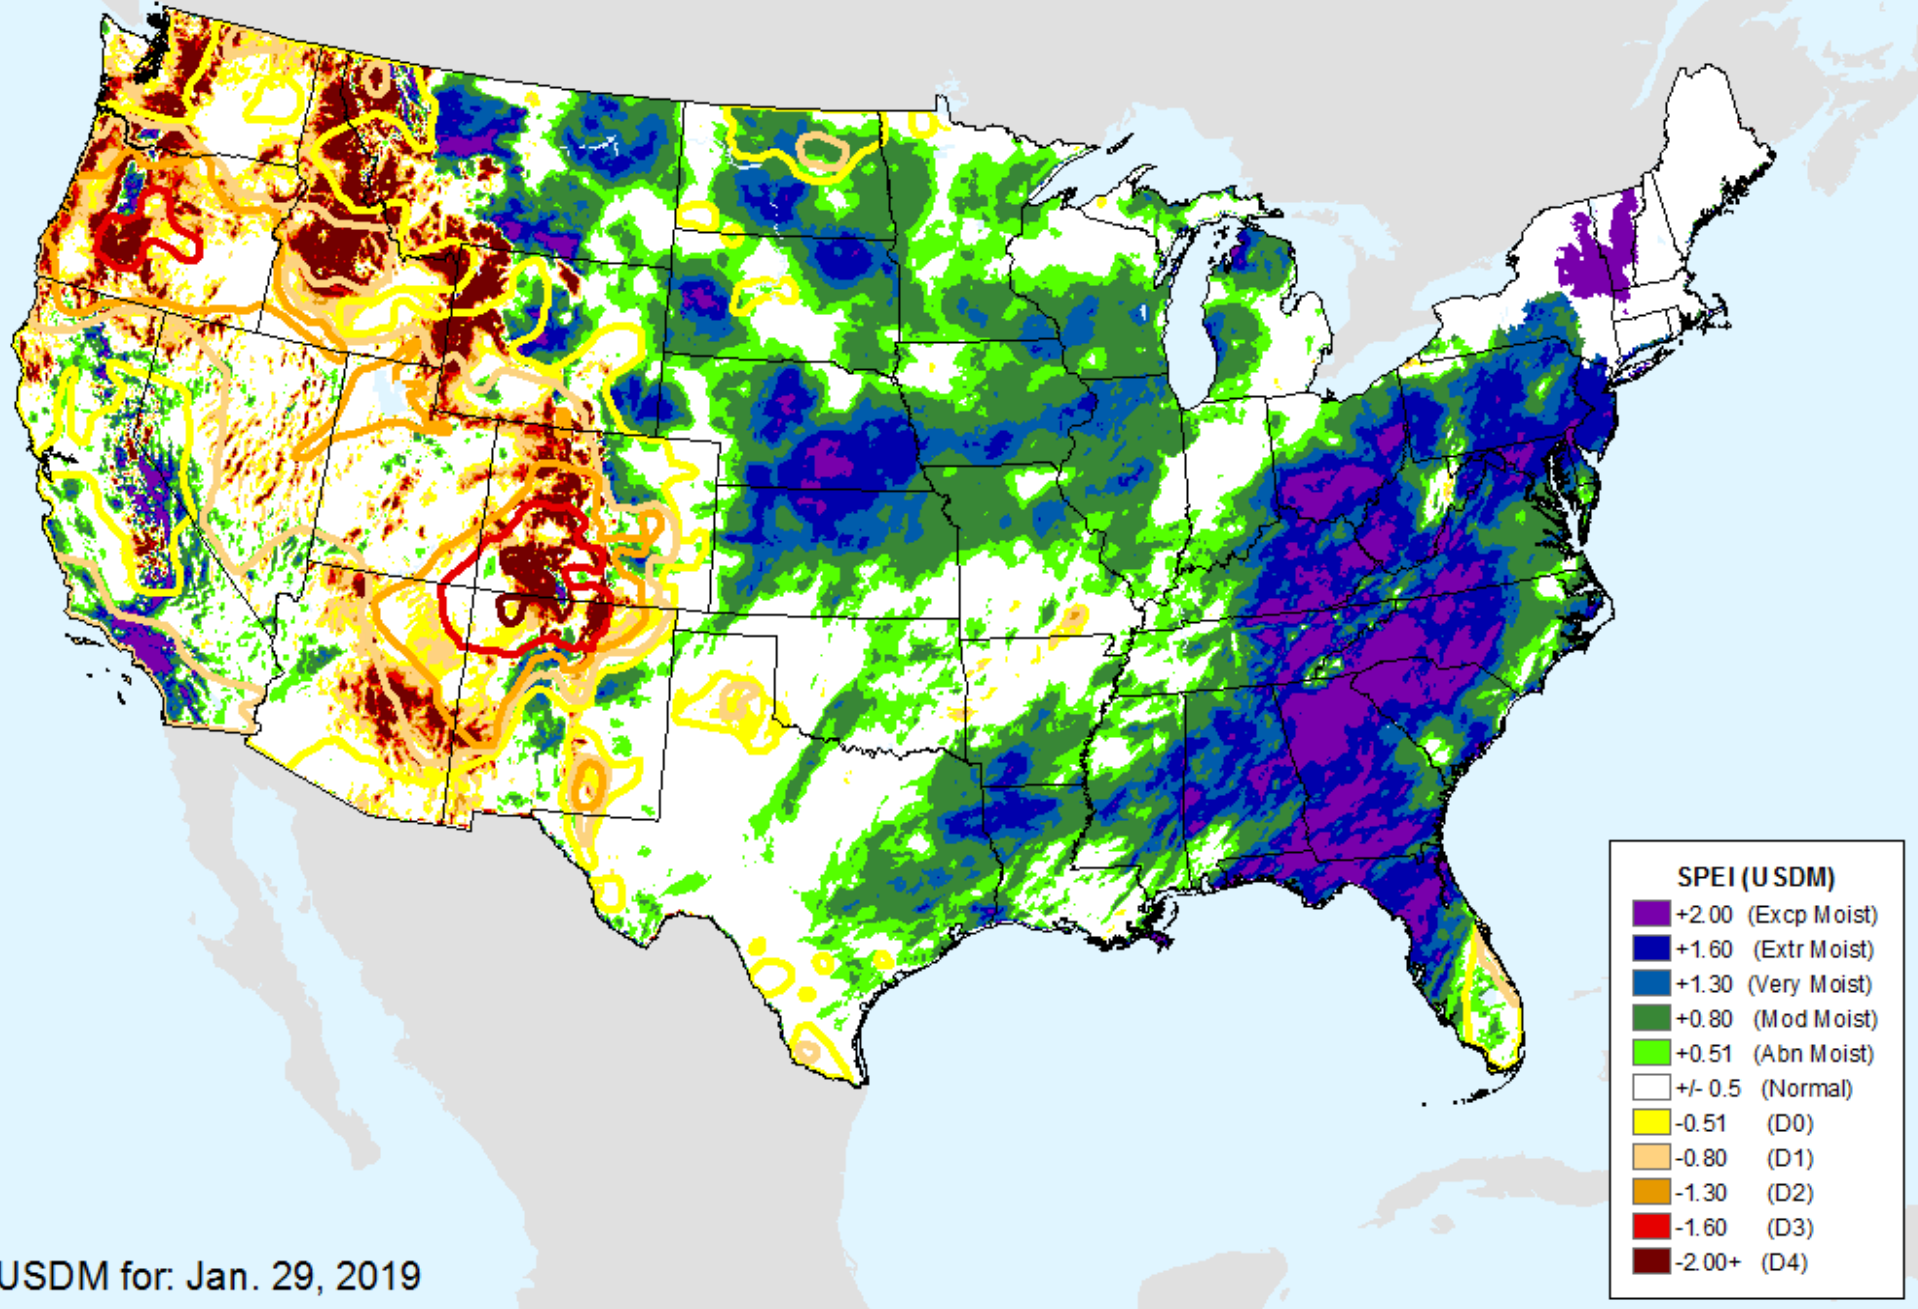 SPEI (USDM)
+2.00 (Excp Moist)
+1.60 (Extr Moist)
+1.30 (Very Moist)
+0.80 (Mod Moist)
+0.51 (Abn Moist)
+/- 0.5 (Normal)
-0.51 (D0)
-0.80 (D1)
-1.30 (D2)
-1.60 (D3)
-2.00+ (D4)
USDM for: Jan. 29, 2019